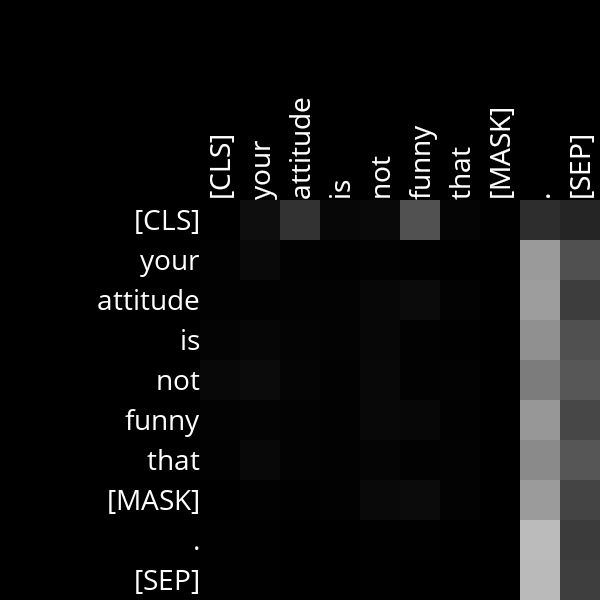 [CLS]
your
attitude
is
not
funny
that
[MASK]
.
[SEP]
[CLS]
your
attitude
is
not
funny
that
[MASK]
.
[SEP]